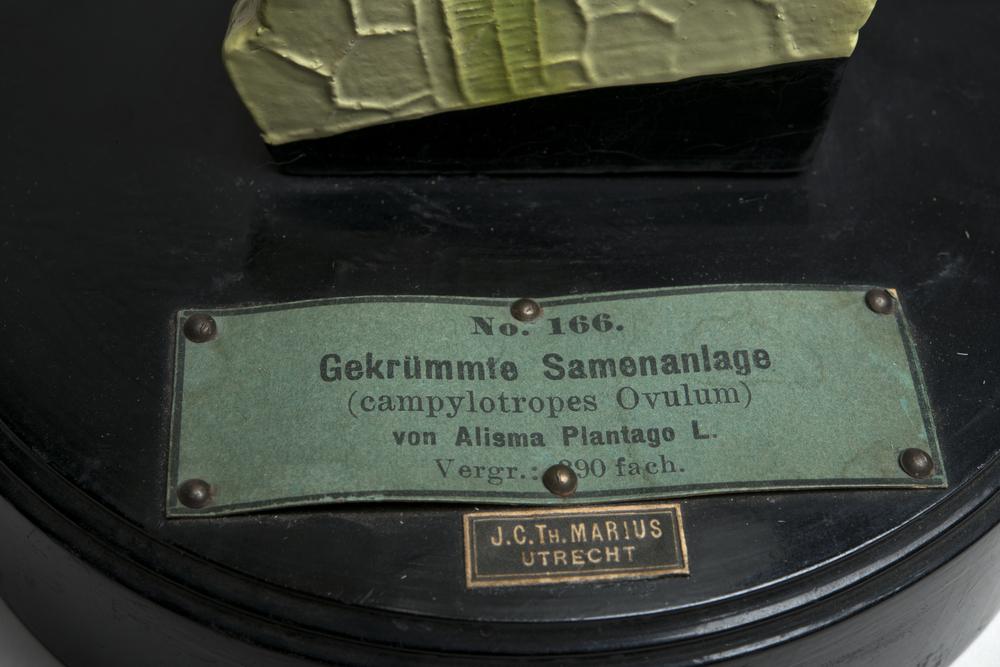 No. 166.
Gekrümmte Samenanlage
(campylotropes Ovulum)
von Alisma Plantago L.
Vergr.: fach.
J.C.TH.MARIUS
UTRECHT